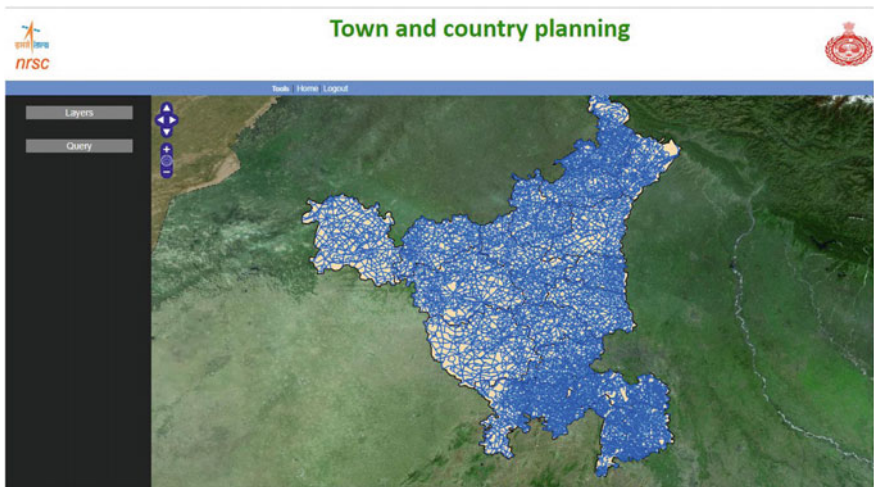 Town and country planning
nrsc
Tools Home Logout
Layers
Query